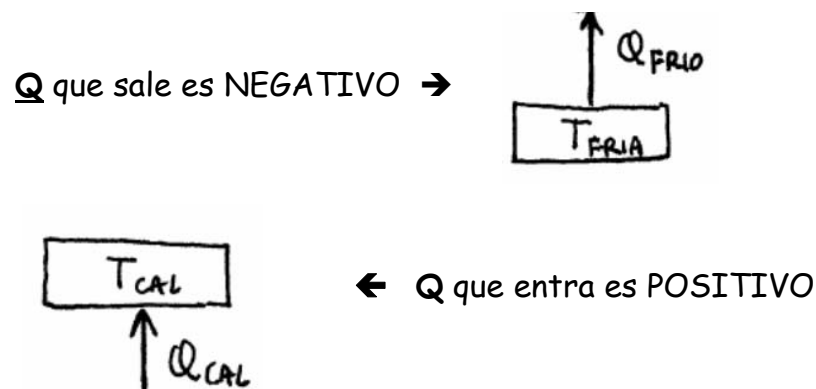 Q que sale es NEGATIVO →
Q FRIO
T FRIA
T CAL
← Q que entra es POSITIVO
Q CAL